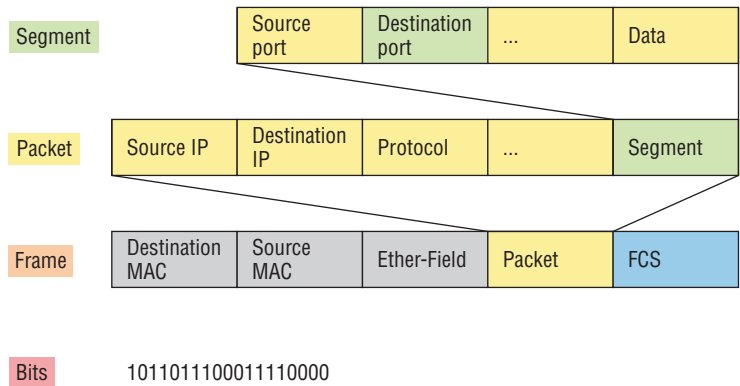 Segment
Source port
Destination port
...
Data
Packet
Source IP
Destination IP
Protocol
...
Segment
Frame
Destination MAC
Source MAC
Ether-Field
Packet
FCS
Bits
1011011100011110000